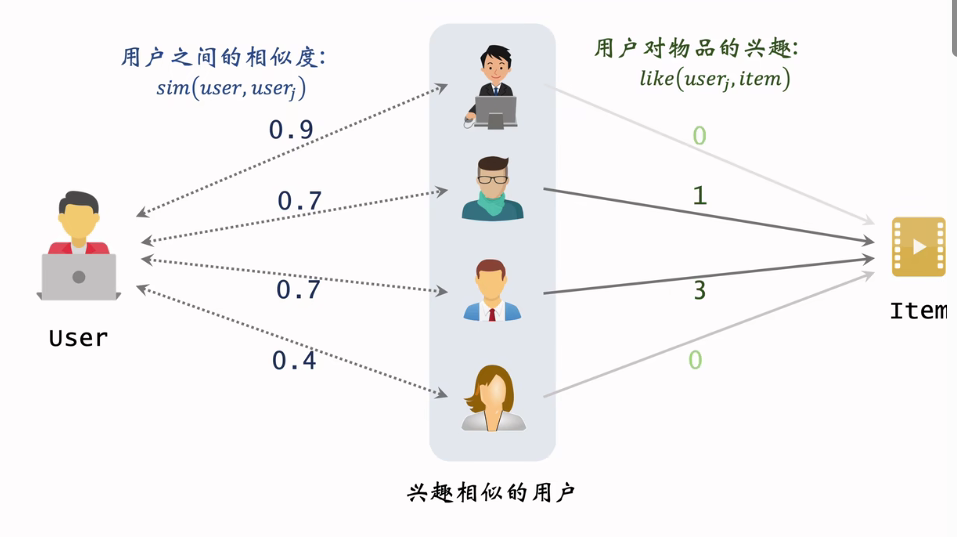 用户之间的相似度:
sim(user, userⱼ)
用户对物品的兴趣:
like(userⱼ, item)
0.9
0
0.7
1
0.7
3
0.4
0
User
Item
兴趣相似的用户